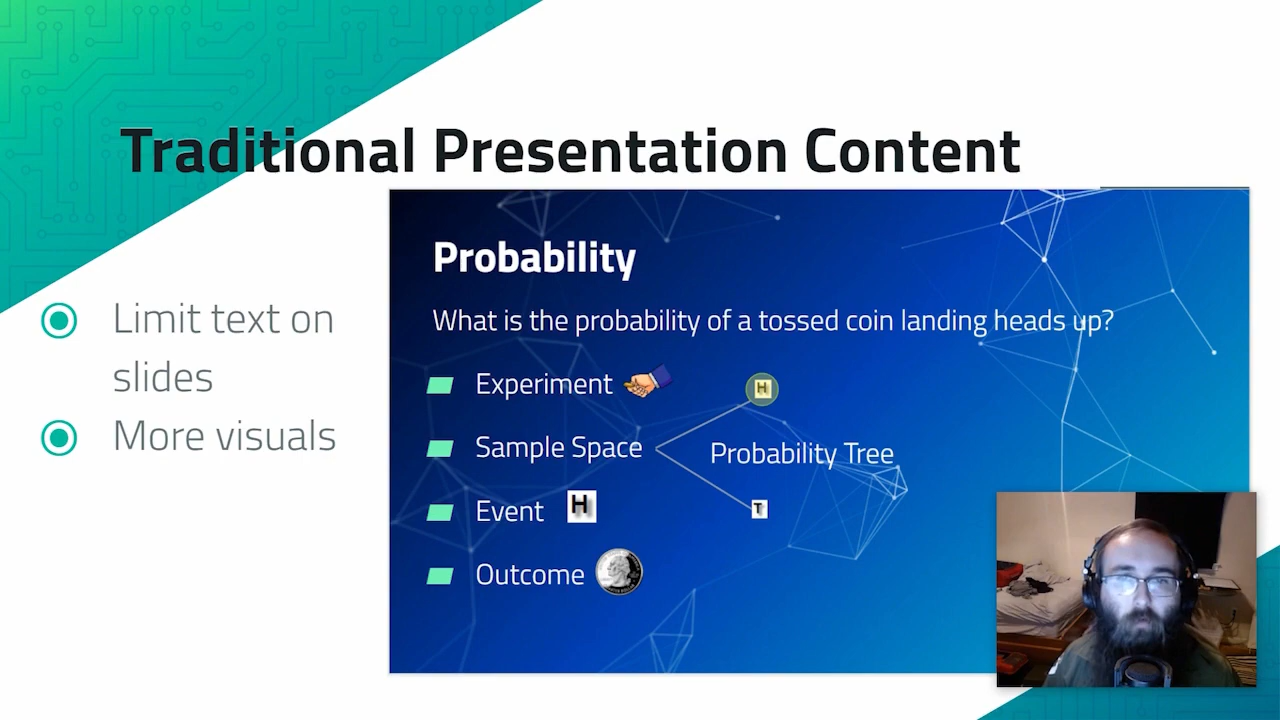 Traditional Presentation Content
Limit text on
slides
More visuals
Probability
What is the probability of a tossed coin landing heads up?
Experiment
H
Sample Space
Probability Tree
Event H
T
Outcome